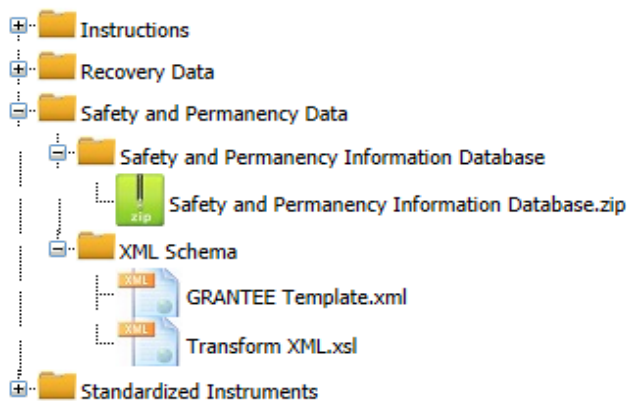 Instructions
Recovery Data
Safety and Permanency Data
Safety and Permanency Information Database
zip
Safety and Permanency Information Database.zip
XML Schema
XML
GRANTEE Template.xml
XML
Transform XML.xsl
Standardized Instruments